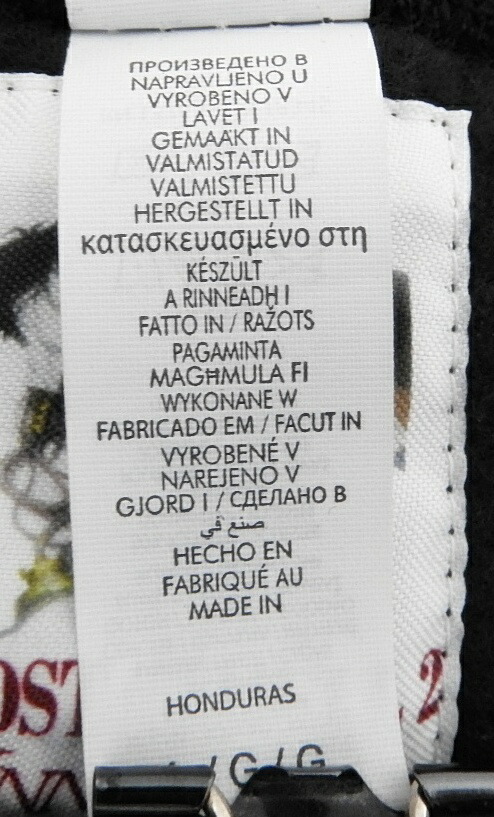 ПРОИЗВЕДЕНО В
NAPRAVLJENO U
VYROBENO V
LAVET I
GEMAAKT IN
VALMISTATUD
VALMISTETTU
HERGESTELLT IN
κατασκευασμένο στη
KÉSZÜLT
A RINNEADH I
FATTO IN / RAŽOTS
PAGAMINTA
MAGĦMULA FI
WYKONANE W
FABRICADO EM / FACUT IN
VYROBENÉ V
NAREJENO V
GJORD I / СДЕЛАНО В
صنع في
HECHO EN
FABRIQUÉ AU
MADE IN
HONDURAS
/ G / G